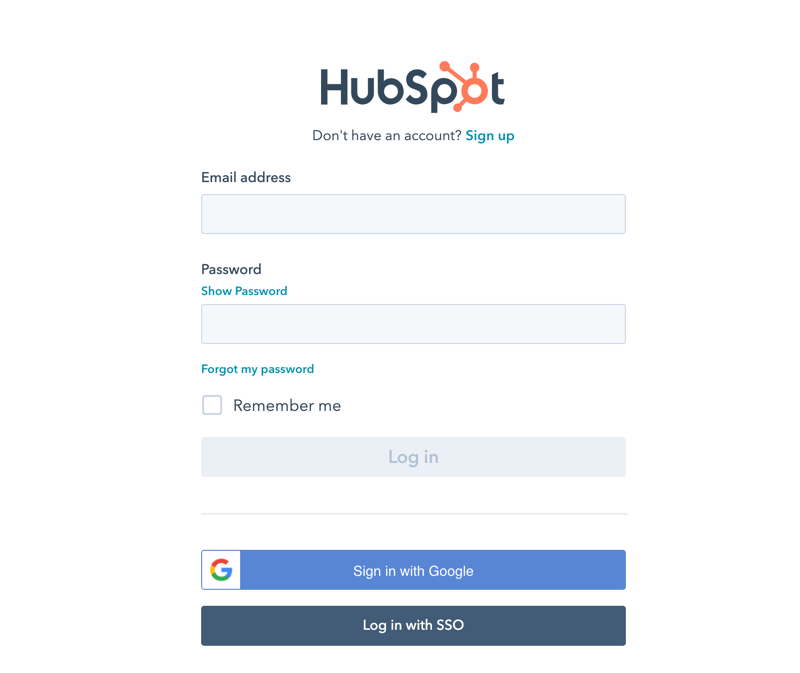 HubSpot
Don't have an account? Sign up
Email address
Password
Show Password
Forgot my password
Remember me
Log in
G
Sign in with Google
Log in with SSO